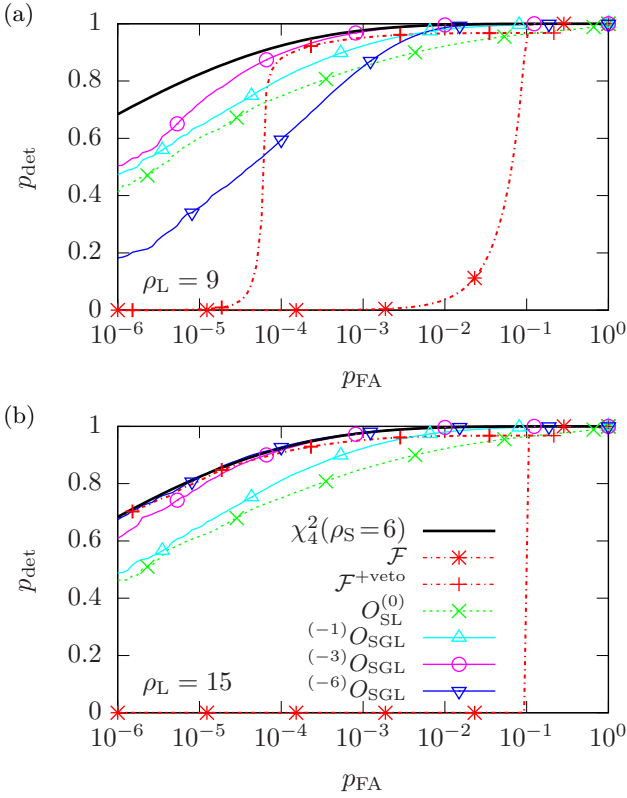 (a)
1
0.8
0.6
0.4
0.2
0
p_det
ρ_L = 9
10^−6 10^−5 10^−4 10^−3 10^−2 10^−1 10^0
p_FA
(b)
1
0.8
0.6
0.4
0.2
0
p_det
χ²₄(ρ_S = 6)
ℱ
ℱ^{+veto}
O_SL^{(0)}
^{(−1)}O_SGL
^{(−3)}O_SGL
^{(−6)}O_SGL
ρ_L = 15
10^−6 10^−5 10^−4 10^−3 10^−2 10^−1 10^0
p_FA